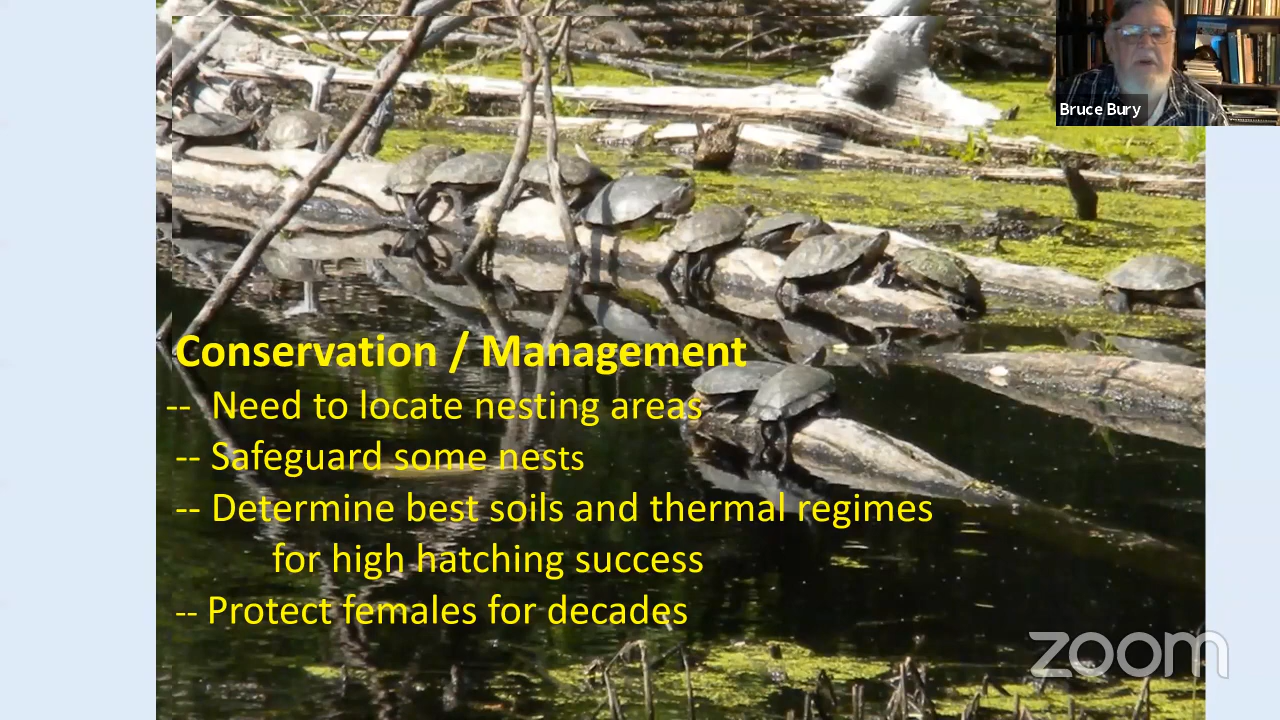 Bruce Bury
Conservation / Management
-- Need to locate nesting areas
-- Safeguard some nests
-- Determine best soils and thermal regimes
for high hatching success
-- Protect females for decades
zoom